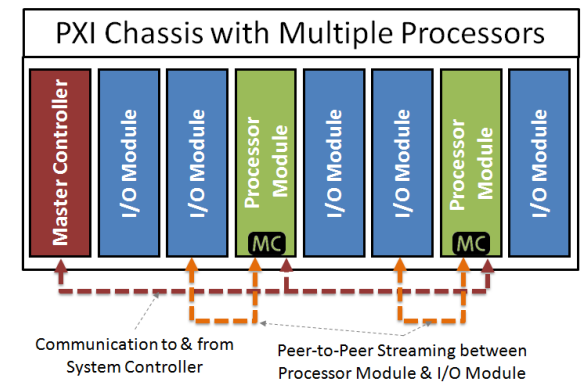 PXI Chassis with Multiple Processors
Master Controller
I/O Module
I/O Module
Processor
Module
MC
I/O Module
I/O Module
Processor
Module
MC
I/O Module
Communication to & from
System Controller
Peer-to-Peer Streaming between
Processor Module & I/O Module